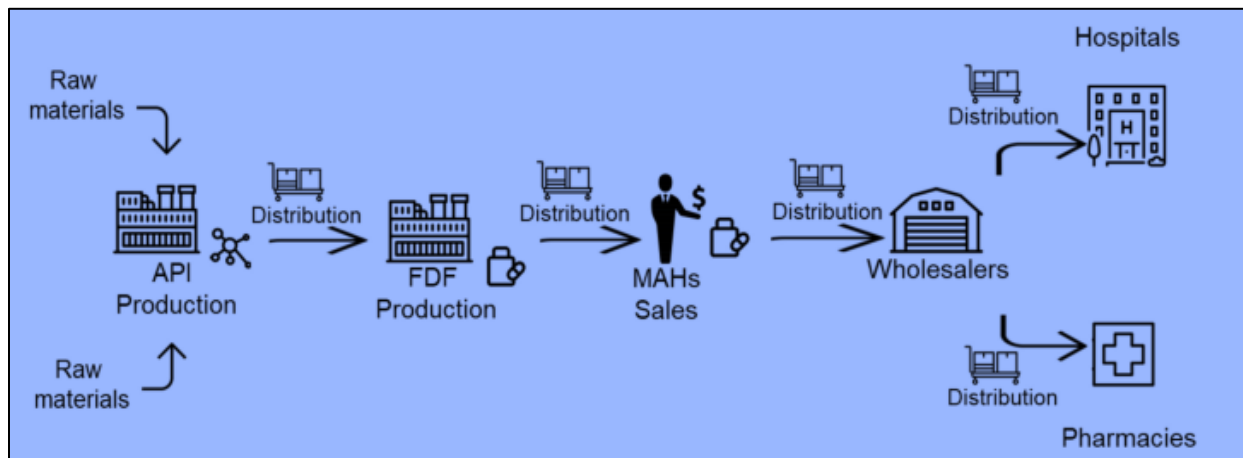 Raw
materials
API
Production
Raw
materials
Distribution
FDF
Production
Distribution
$
MAHs
Sales
Distribution
Wholesalers
Distribution
Hospitals
H
Distribution
Pharmacies